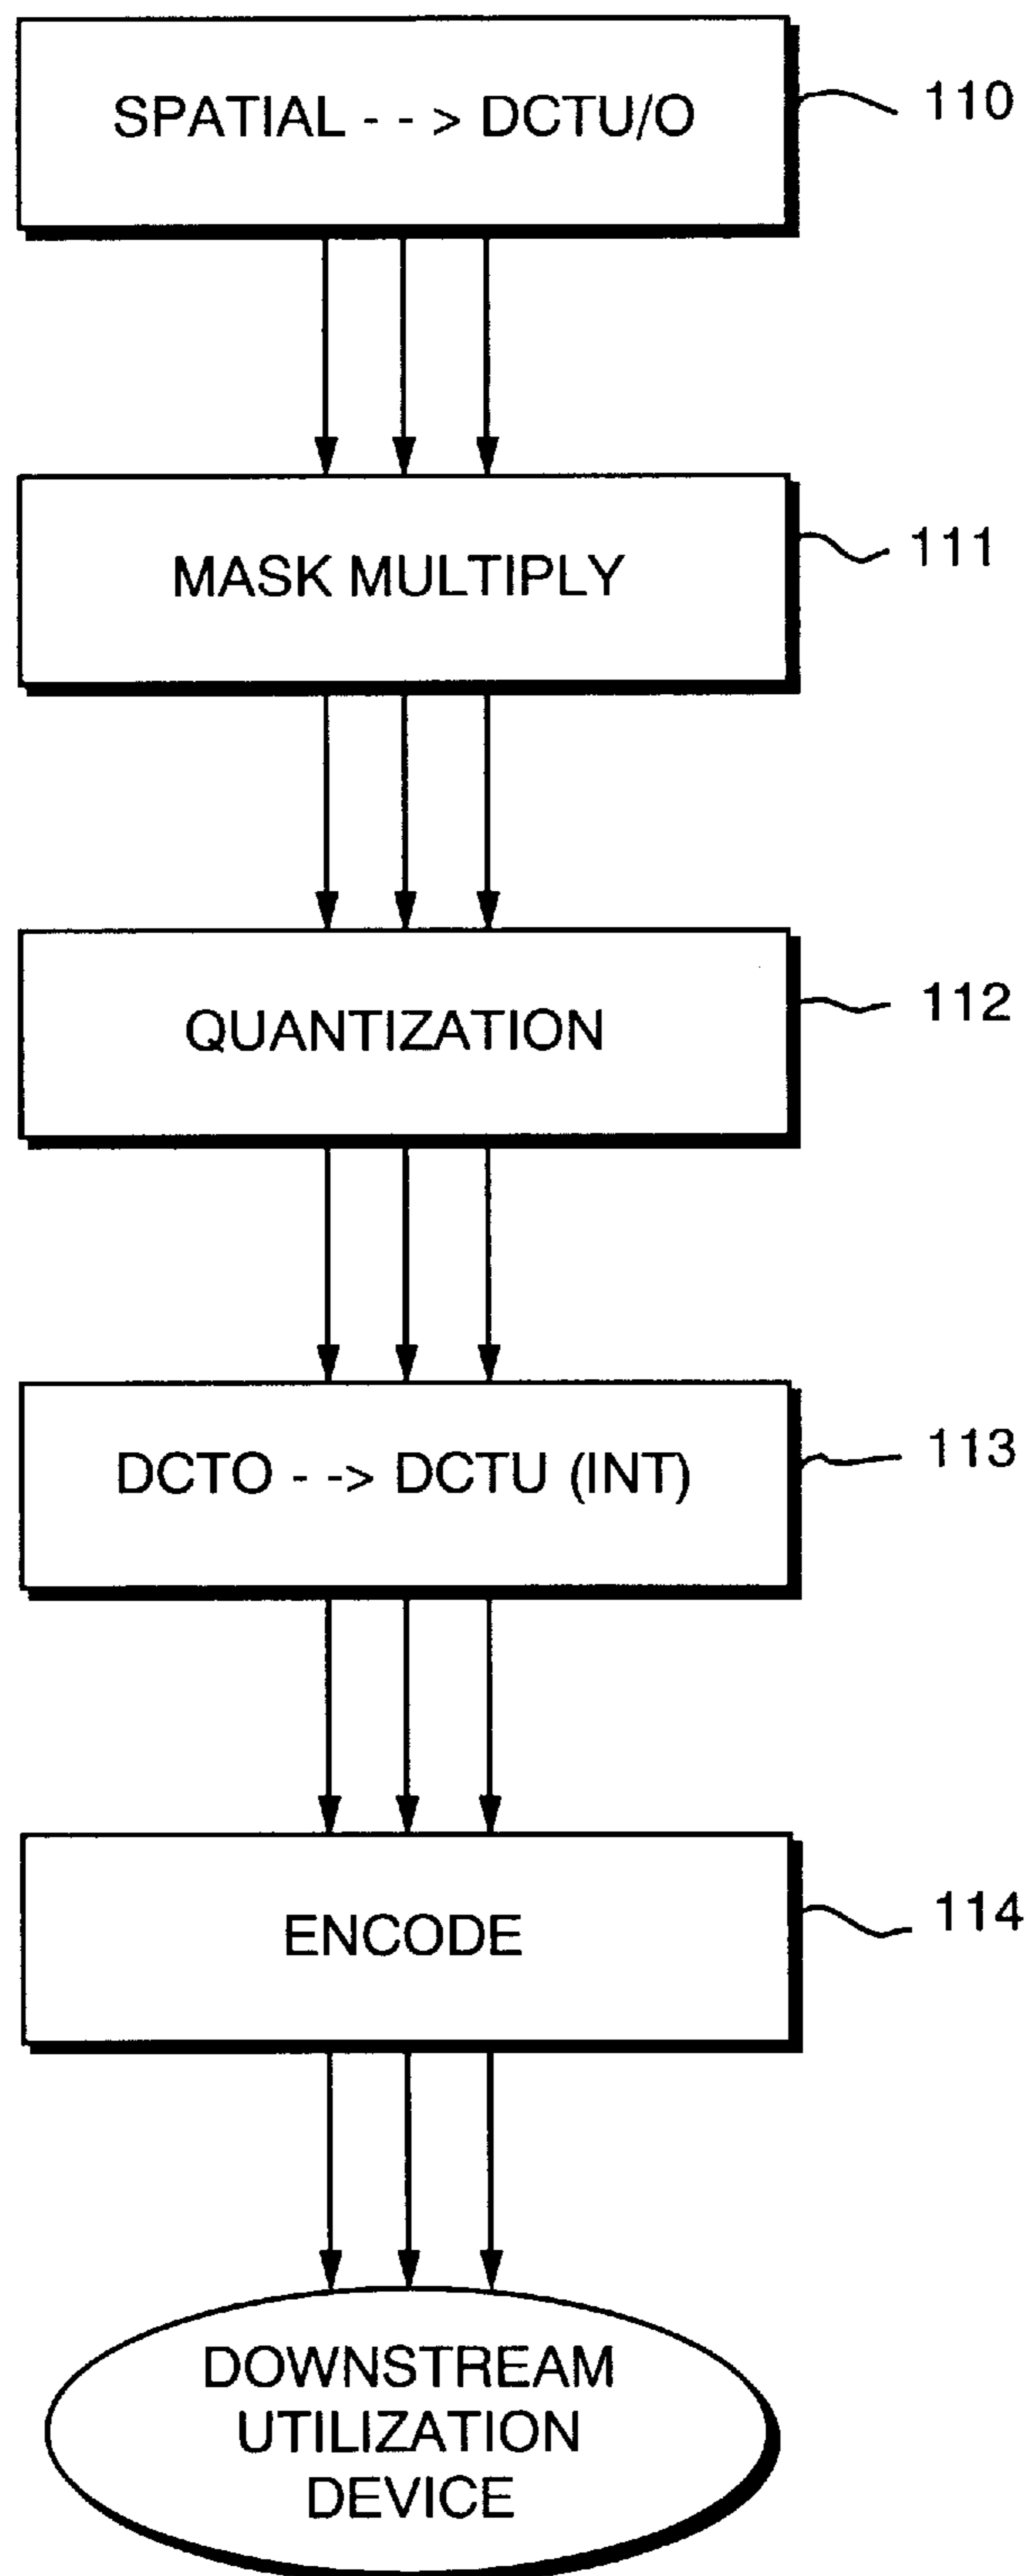 SPATIAL - - > DCTU/O
110
MASK MULTIPLY
111
QUANTIZATION
112
DCTO - -> DCTU (INT)
113
ENCODE
114
DOWNSTREAM
UTILIZATION
DEVICE